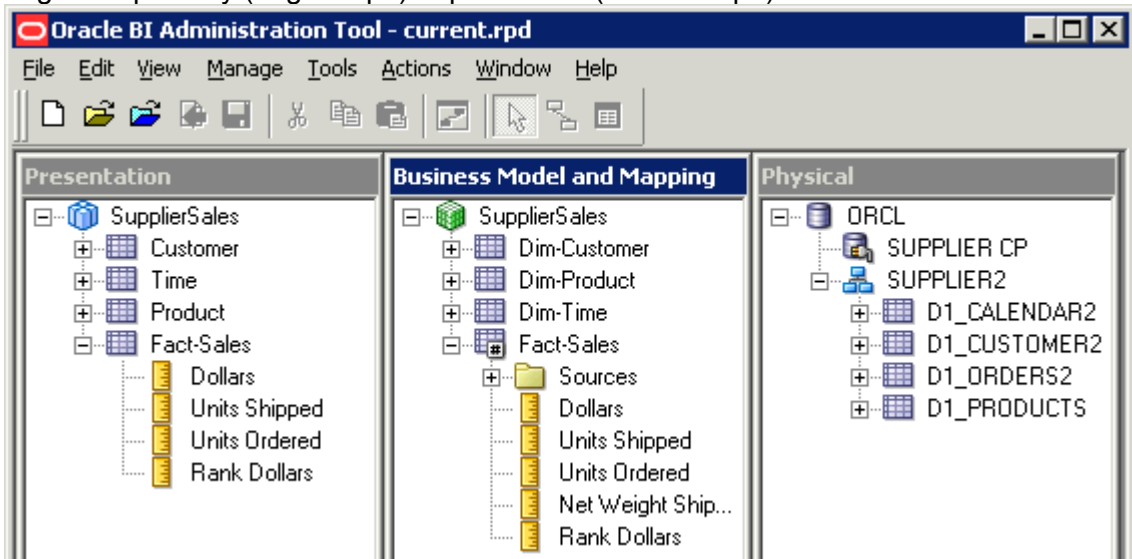 Oracle BI Administration Tool - current.rpd
File Edit View Manage Tools Actions Window Help
Presentation
SupplierSales
Customer
Time
Product
Fact-Sales
Dollars
Units Shipped
Units Ordered
Rank Dollars
Business Model and Mapping
SupplierSales
Dim-Customer
Dim-Product
Dim-Time
Fact-Sales
Sources
Dollars
Units Shipped
Units Ordered
Net Weight Ship...
Rank Dollars
Physical
ORCL
SUPPLIER CP
SUPPLIER2
D1_CALENDAR2
D1_CUSTOMER2
D1_ORDERS2
D1_PRODUCTS